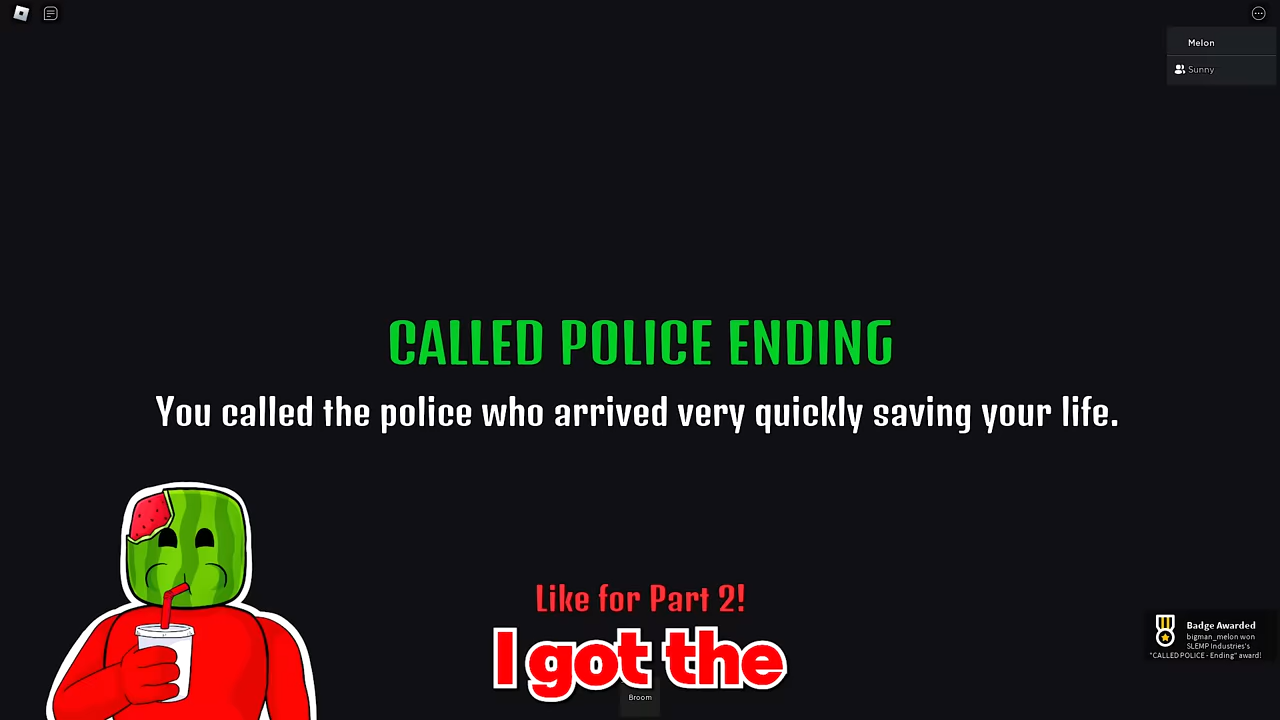 Melon
Sunny
CALLED POLICE ENDING
You called the police who arrived very quickly saving your life.
Like for Part 2!
I got the
Broom
Badge Awarded
bigman_melon won
SLEMP Industries's
"CALLED POLICE - Ending" award!